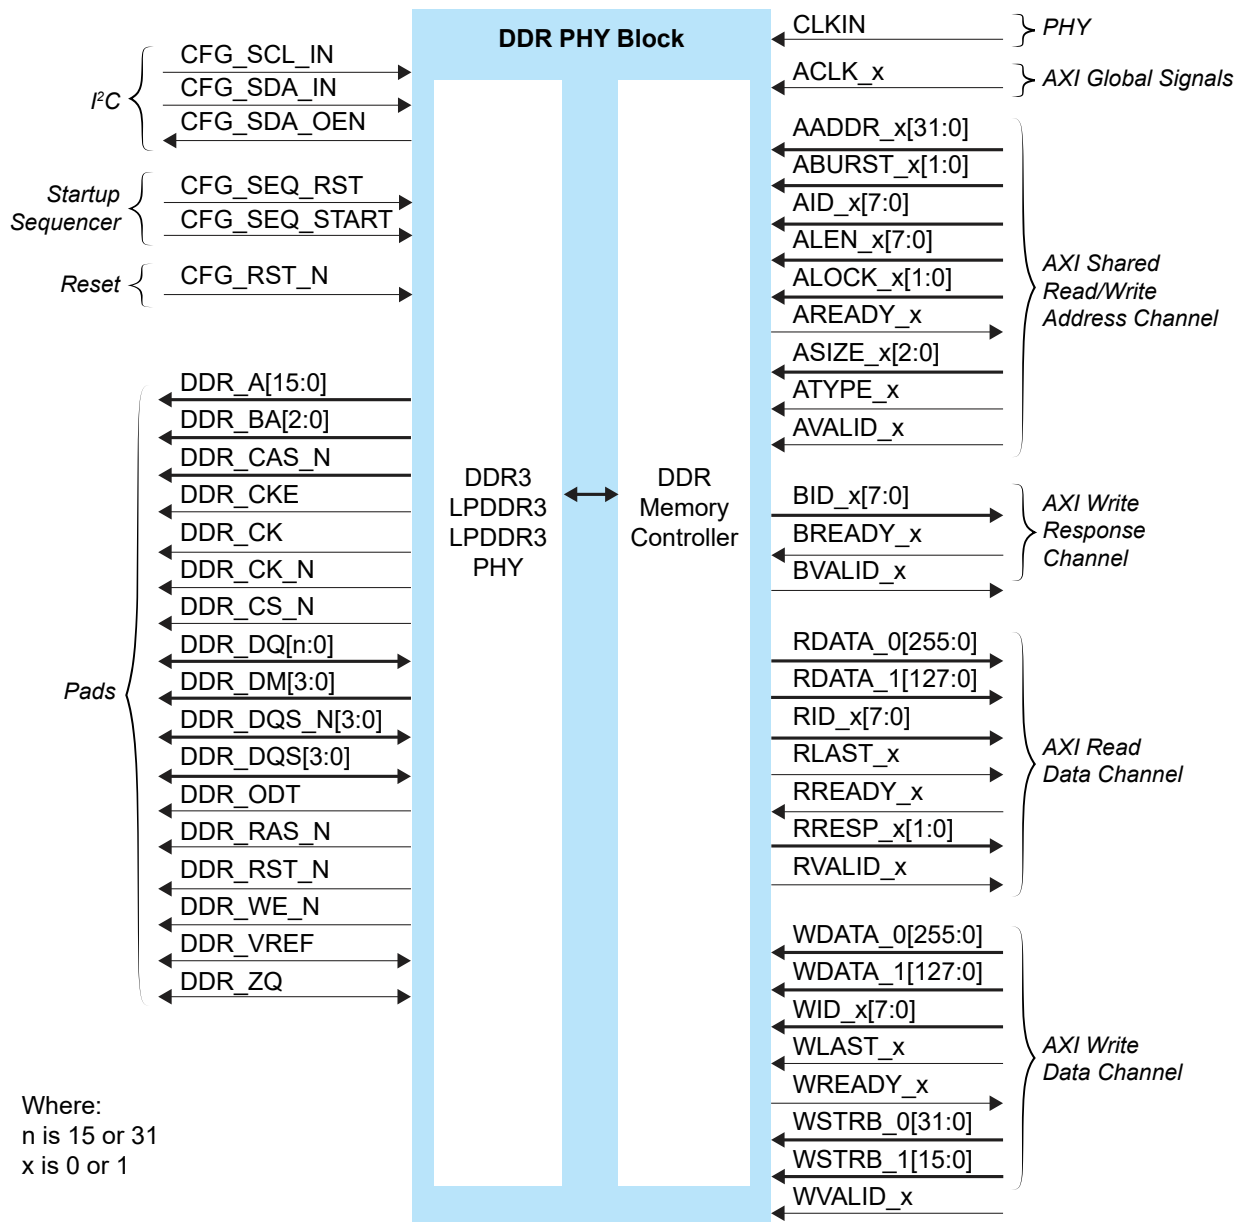 DDR PHY Block
I²C
CFG_SCL_IN
CFG_SDA_IN
CFG_SDA_OEN
Startup
Sequencer
CFG_SEQ_RST
CFG_SEQ_START
Reset
CFG_RST_N
Pads
DDR_A[15:0]
DDR_BA[2:0]
DDR_CAS_N
DDR_CKE
DDR_CK
DDR_CK_N
DDR_CS_N
DDR_DQ[n:0]
DDR_DM[3:0]
DDR_DQS_N[3:0]
DDR_DQS[3:0]
DDR_ODT
DDR_RAS_N
DDR_RST_N
DDR_WE_N
DDR_VREF
DDR_ZQ
Where:
n is 15 or 31
x is 0 or 1
DDR3
LPDDR3
LPDDR3
PHY
DDR
Memory
Controller
CLKIN
PHY
ACLK_x
AXI Global Signals
AADDR_x[31:0]
ABURST_x[1:0]
AID_x[7:0]
ALEN_x[7:0]
ALOCK_x[1:0]
AREADY_x
ASIZE_x[2:0]
ATYPE_x
AVALID_x
AXI Shared
Read/Write
Address Channel
BID_x[7:0]
BREADY_x
BVALID_x
AXI Write
Response
Channel
RDATA_0[255:0]
RDATA_1[127:0]
RID_x[7:0]
RLAST_x
RREADY_x
RRESP_x[1:0]
RVALID_x
AXI Read
Data Channel
WDATA_0[255:0]
WDATA_1[127:0]
WID_x[7:0]
WLAST_x
WREADY_x
WSTRB_0[31:0]
WSTRB_1[15:0]
WVALID_x
AXI Write
Data Channel